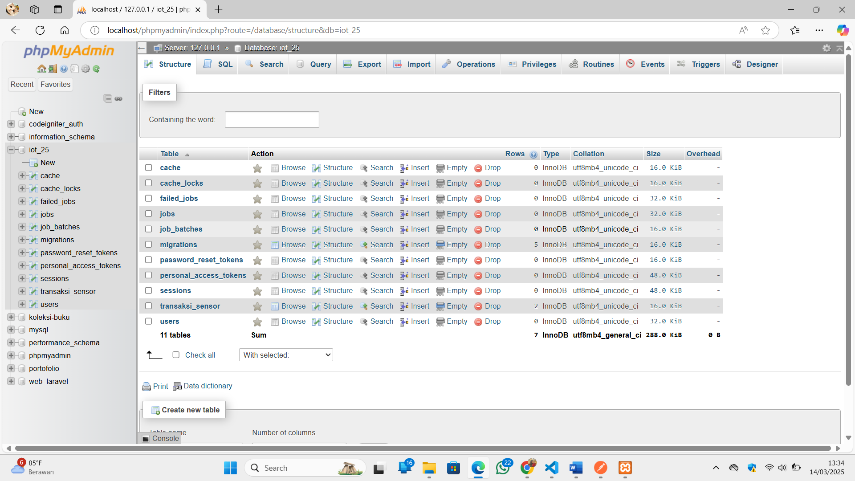 localhost / 127.0.0.1 / iot_25 | php
localhost/phpmyadmin/index.php?route=/database/structure&db=iot_25
phpMyAdmin
Recent Favorites
New
codeigniter_auth
information_schema
iot_25
New
cache
cache_locks
failed_jobs
jobs
job_batches
migrations
password_reset_tokens
personal_access_tokens
sessions
transaksi_sensor
users
koleksi-buku
mysql
performance_schema
phpmyadmin
portofolio
web_laravel
Server: 127.0.0.1 » Database: iot_25
Structure SQL Search Query Export Import Operations Privileges Routines Events Triggers Designer
Filters
Containing the word:
Table Action Rows Type Collation Size Overhead
cache Browse Structure Search Insert Empty Drop 0 InnoDB utf8mb4_unicode_ci 16.0 KiB -
cache_locks Browse Structure Search Insert Empty Drop 0 InnoDB utf8mb4_unicode_ci 16.0 KiB -
failed_jobs Browse Structure Search Insert Empty Drop 0 InnoDB utf8mb4_unicode_ci 32.0 KiB -
jobs Browse Structure Search Insert Empty Drop 0 InnoDB utf8mb4_unicode_ci 32.0 KiB -
job_batches Browse Structure Search Insert Empty Drop 0 InnoDB utf8mb4_unicode_ci 16.0 KiB -
migrations Browse Structure Search Insert Empty Drop 5 InnoDB utf8mb4_unicode_ci 16.0 KiB -
password_reset_tokens Browse Structure Search Insert Empty Drop 0 InnoDB utf8mb4_unicode_ci 16.0 KiB -
personal_access_tokens Browse Structure Search Insert Empty Drop 0 InnoDB utf8mb4_unicode_ci 48.0 KiB -
sessions Browse Structure Search Insert Empty Drop 0 InnoDB utf8mb4_unicode_ci 48.0 KiB -
transaksi_sensor Browse Structure Search Insert Empty Drop 2 InnoDB utf8mb4_unicode_ci 16.0 KiB -
users Browse Structure Search Insert Empty Drop 0 InnoDB utf8mb4_unicode_ci 32.0 KiB -
11 tables Sum 7 InnoDB utf8mb4_general_ci 288.0 KiB 0 B
Check all With selected:
Print Data dictionary
Create new table
Table name Number of columns
Console
6
85°F
Berawan
Search
16
22
13:34
14/03/2025